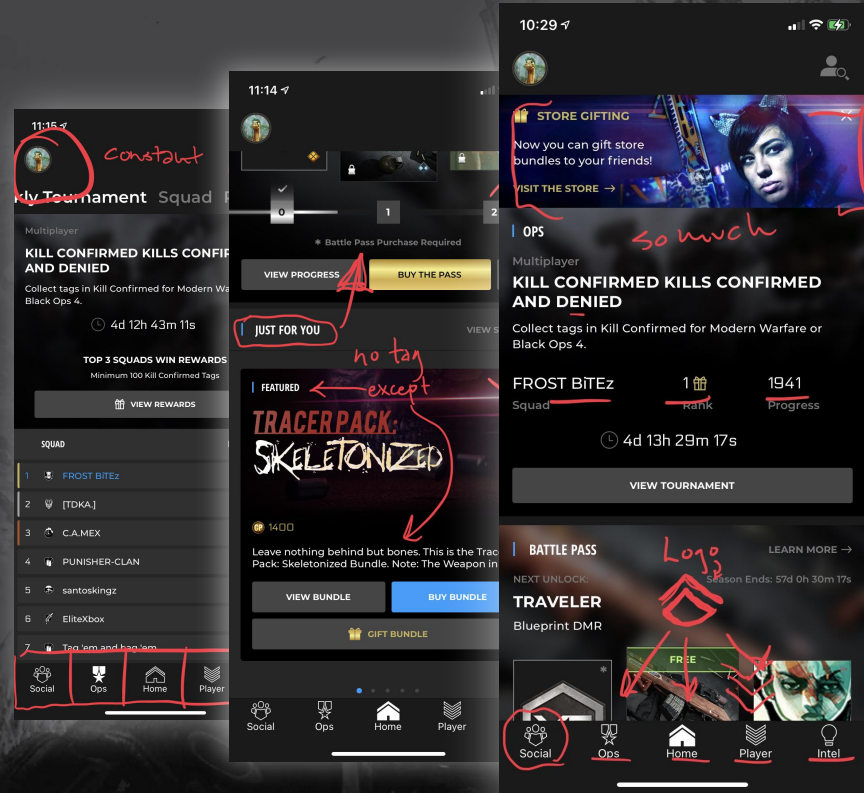 11:15
constant
kly Tournament Squad
Multiplayer
KILL CONFIRMED KILLS CONFIR
AND DENIED
Collect tags in Kill Confirmed for Modern Wa
Black Ops 4.
4d 12h 43m 11s
TOP 3 SQUADS WIN REWARDS
Minimum 100 Kill Confirmed Tags
VIEW REWARDS
SQUAD
1 FROST BiTEz
2 [TDKA.]
3 C.A.MEX
4 PUNISHER-CLAN
5 santoskingz
6 EliteXbox
7 Tag 'em and bag 'em
Social Ops Home Player
11:14
0 1 2
* Battle Pass Purchase Required
VIEW PROGRESS BUY THE PASS
JUST FOR YOU VIEW S
no tag
except
FEATURED
TRACER PACK:
SKELETONIZED
CP 1400
Leave nothing behind but bones. This is the Trac
Pack: Skeletonized Bundle. Note: The Weapon in
VIEW BUNDLE BUY BUNDLE
GIFT BUNDLE
Social Ops Home Player
10:29
STORE GIFTING
Now you can gift store
bundles to your friends!
VISIT THE STORE →
so much
OPS
Multiplayer
KILL CONFIRMED KILLS CONFIRMED
AND DENIED
Collect tags in Kill Confirmed for Modern Warfare or
Black Ops 4.
FROST BiTEz 1 1941
Squad Rank Progress
4d 13h 29m 17s
VIEW TOURNAMENT
BATTLE PASS LEARN MORE →
Logo
NEXT UNLOCK: Season Ends: 57d 0h 30m 17s
TRAVELER
Blueprint DMR
*
FREE
Social Ops Home Player Intel